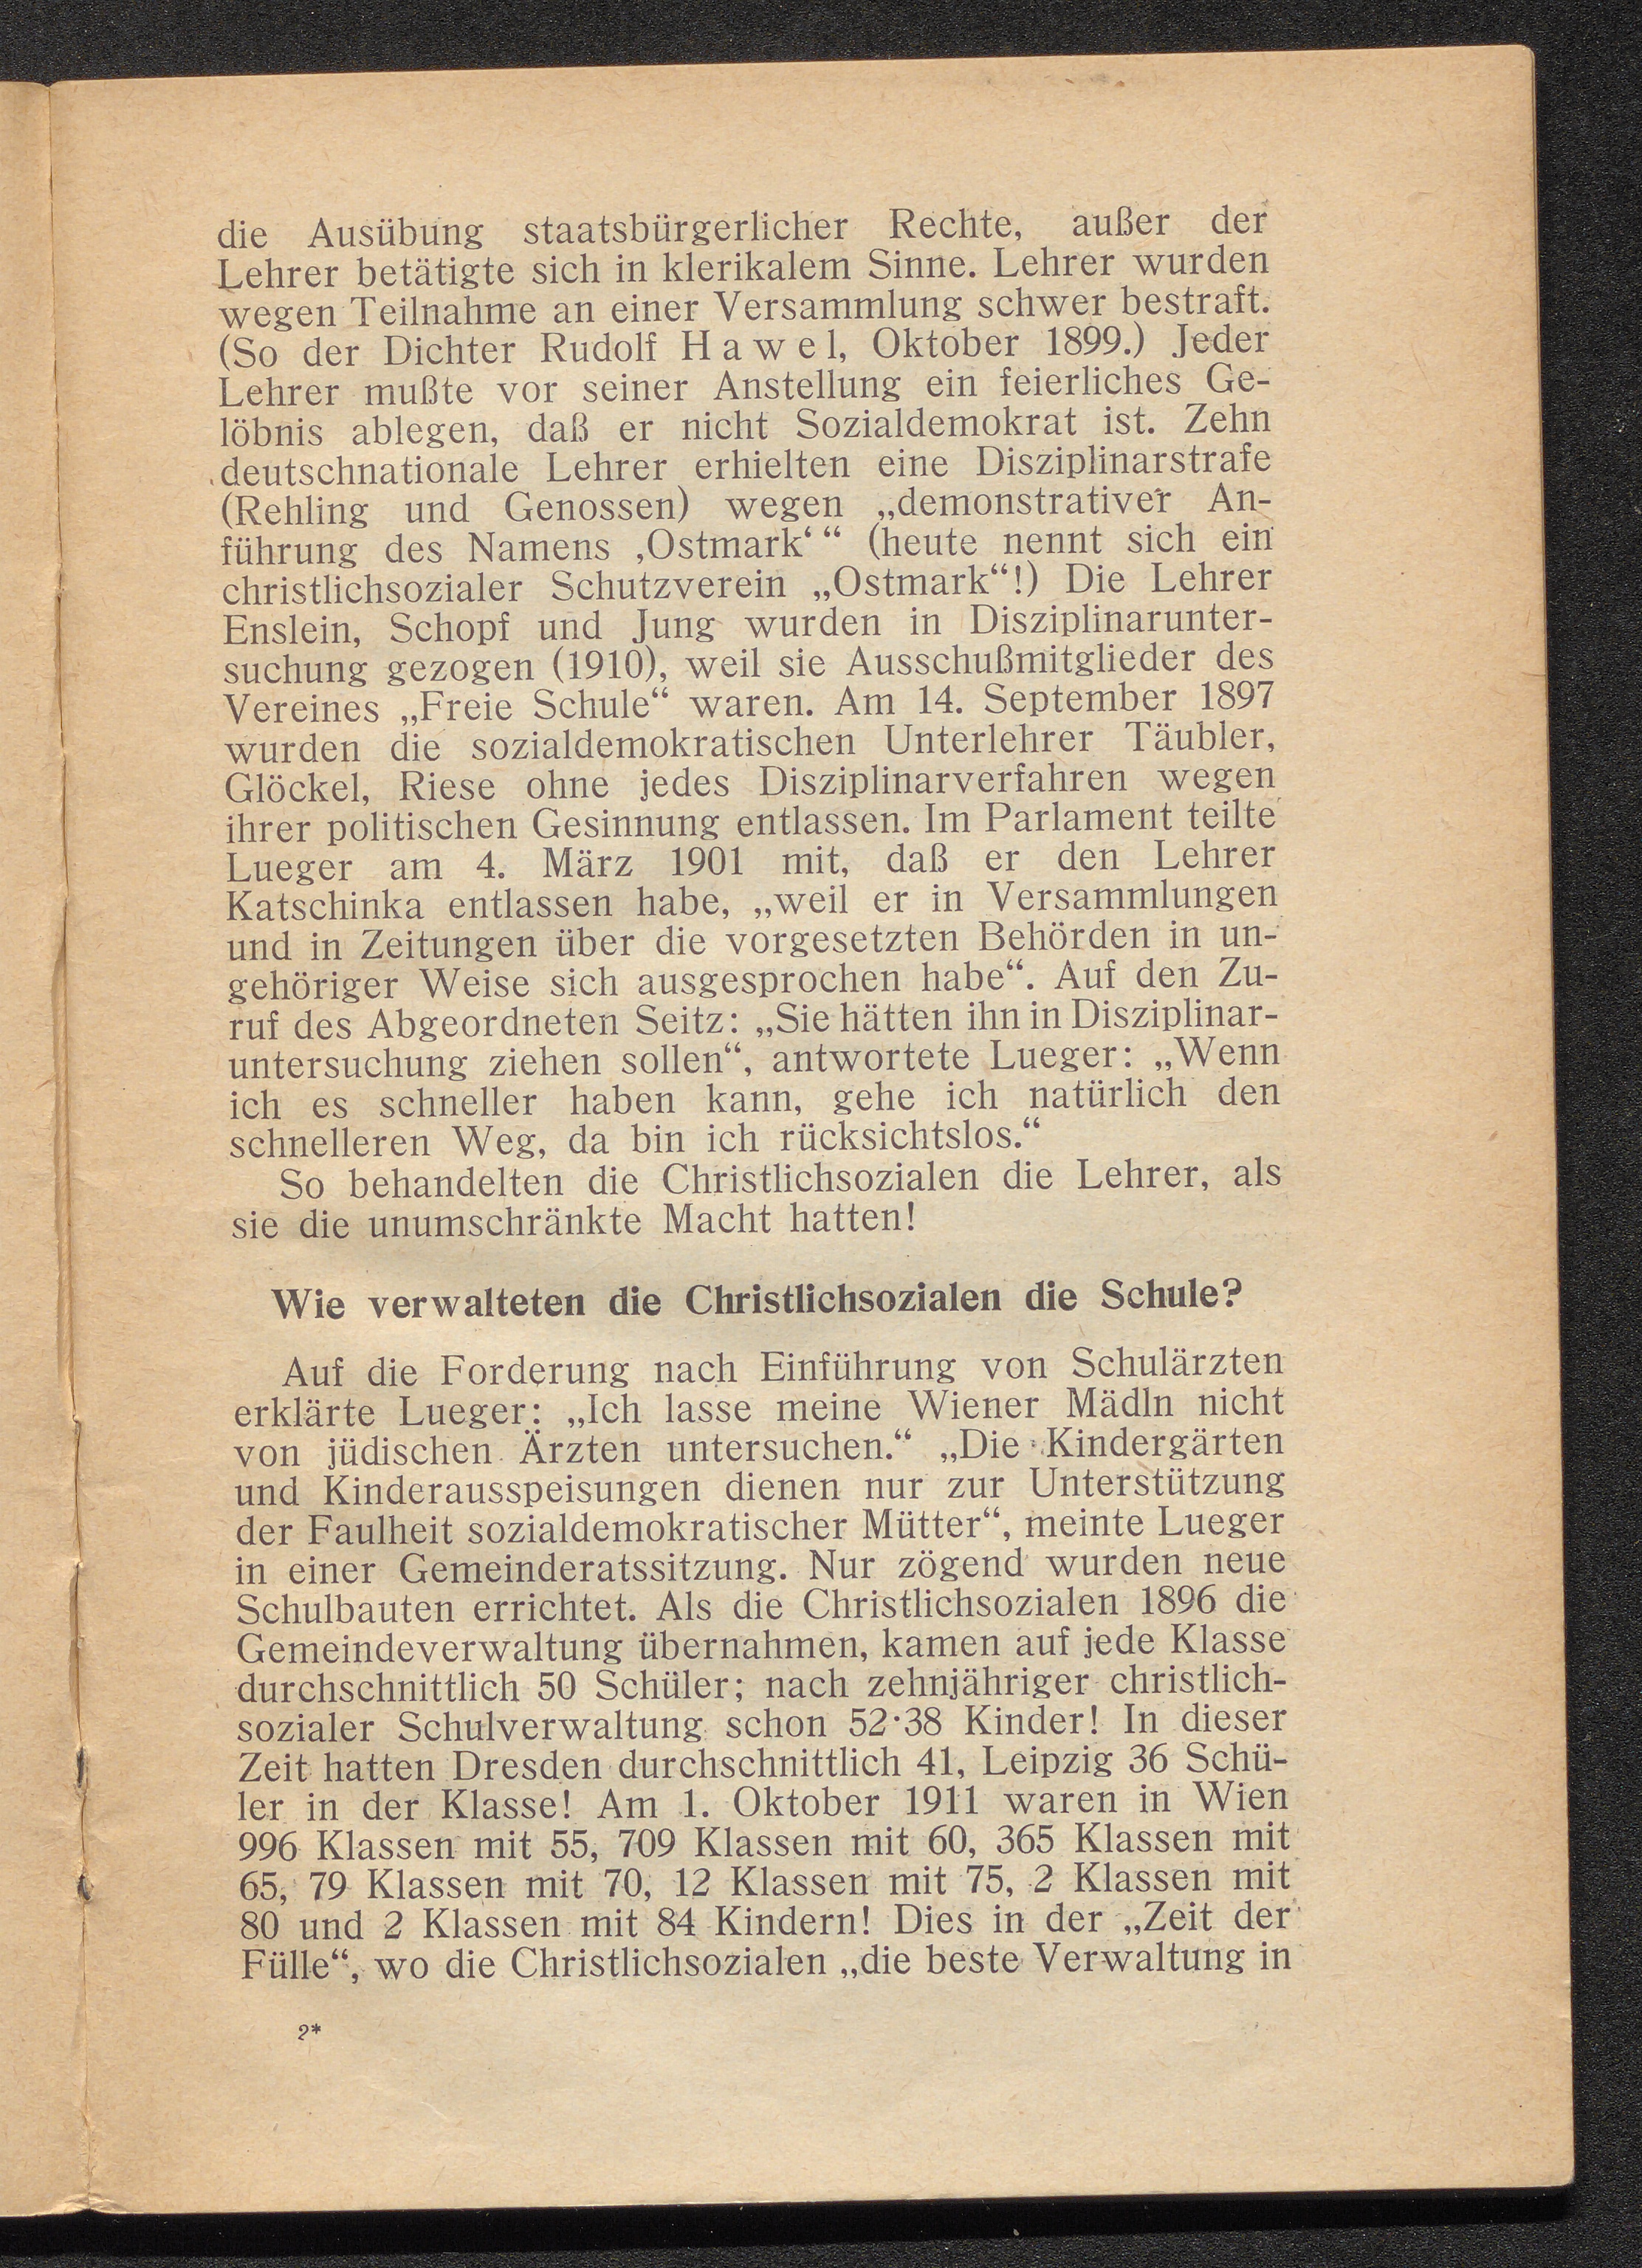 die Ausübung staatsbürgerlicher Rechte, außer der
Lehrer betätigte sich in klerikalem Sinne. Lehrer wurden
wegen Teilnahme an einer Versammlung schwer bestraft.
(So der Dichter Rudolf Hawel, Oktober 1899.) Jeder
Lehrer mußte vor seiner Anstellung ein feierliches Ge-
löbnis ablegen, daß er nicht Sozialdemokrat ist. Zehn
deutschnationale Lehrer erhielten eine Disziplinarstrafe
(Rehling und Genossen) wegen „demonstrativer An-
führung des Namens ‚Ostmark‘“ (heute nennt sich ein
christlichsozialer Schutzverein „Ostmark“!) Die Lehrer
Enslein, Schopf und Jung wurden in Disziplinarunter-
suchung gezogen (1910), weil sie Ausschußmitglieder des
Vereines „Freie Schule“ waren. Am 14. September 1897
wurden die sozialdemokratischen Unterlehrer Täubler,
Glöckel, Riese ohne jedes Disziplinarverfahren wegen
ihrer politischen Gesinnung entlassen. Im Parlament teilte
Lueger am 4. März 1901 mit, daß er den Lehrer
Katschinka entlassen habe, „weil er in Versammlungen
und in Zeitungen über die vorgesetzten Behörden in un-
gehöriger Weise sich ausgesprochen habe“. Auf den Zu-
ruf des Abgeordneten Seitz: „Sie hätten ihn in Disziplinar-
untersuchung ziehen sollen“, antwortete Lueger: „Wenn
ich es schneller haben kann, gehe ich natürlich den
schnelleren Weg, da bin ich rücksichtslos.“
So behandelten die Christlichsozialen die Lehrer, als
sie die unumschränkte Macht hatten!
Wie verwalteten die Christlichsozialen die Schule?
Auf die Forderung nach Einführung von Schulärzten
erklärte Lueger: „Ich lasse meine Wiener Mädln nicht
von jüdischen Ärzten untersuchen.“ „Die Kindergärten
und Kinderausspeisungen dienen nur zur Unterstützung
der Faulheit sozialdemokratischer Mütter“, meinte Lueger
in einer Gemeinderatssitzung. Nur zögend wurden neue
Schulbauten errichtet. Als die Christlichsozialen 1896 die
Gemeindeverwaltung übernahmen, kamen auf jede Klasse
durchschnittlich 50 Schüler; nach zehnjähriger christlich-
sozialer Schulverwaltung schon 52·38 Kinder! In dieser
Zeit hatten Dresden durchschnittlich 41, Leipzig 36 Schü-
ler in der Klasse! Am 1. Oktober 1911 waren in Wien
996 Klassen mit 55, 709 Klassen mit 60, 365 Klassen mit
65, 79 Klassen mit 70, 12 Klassen mit 75, 2 Klassen mit
80 und 2 Klassen mit 84 Kindern! Dies in der „Zeit der
Fülle“, wo die Christlichsozialen „die beste Verwaltung in
2*